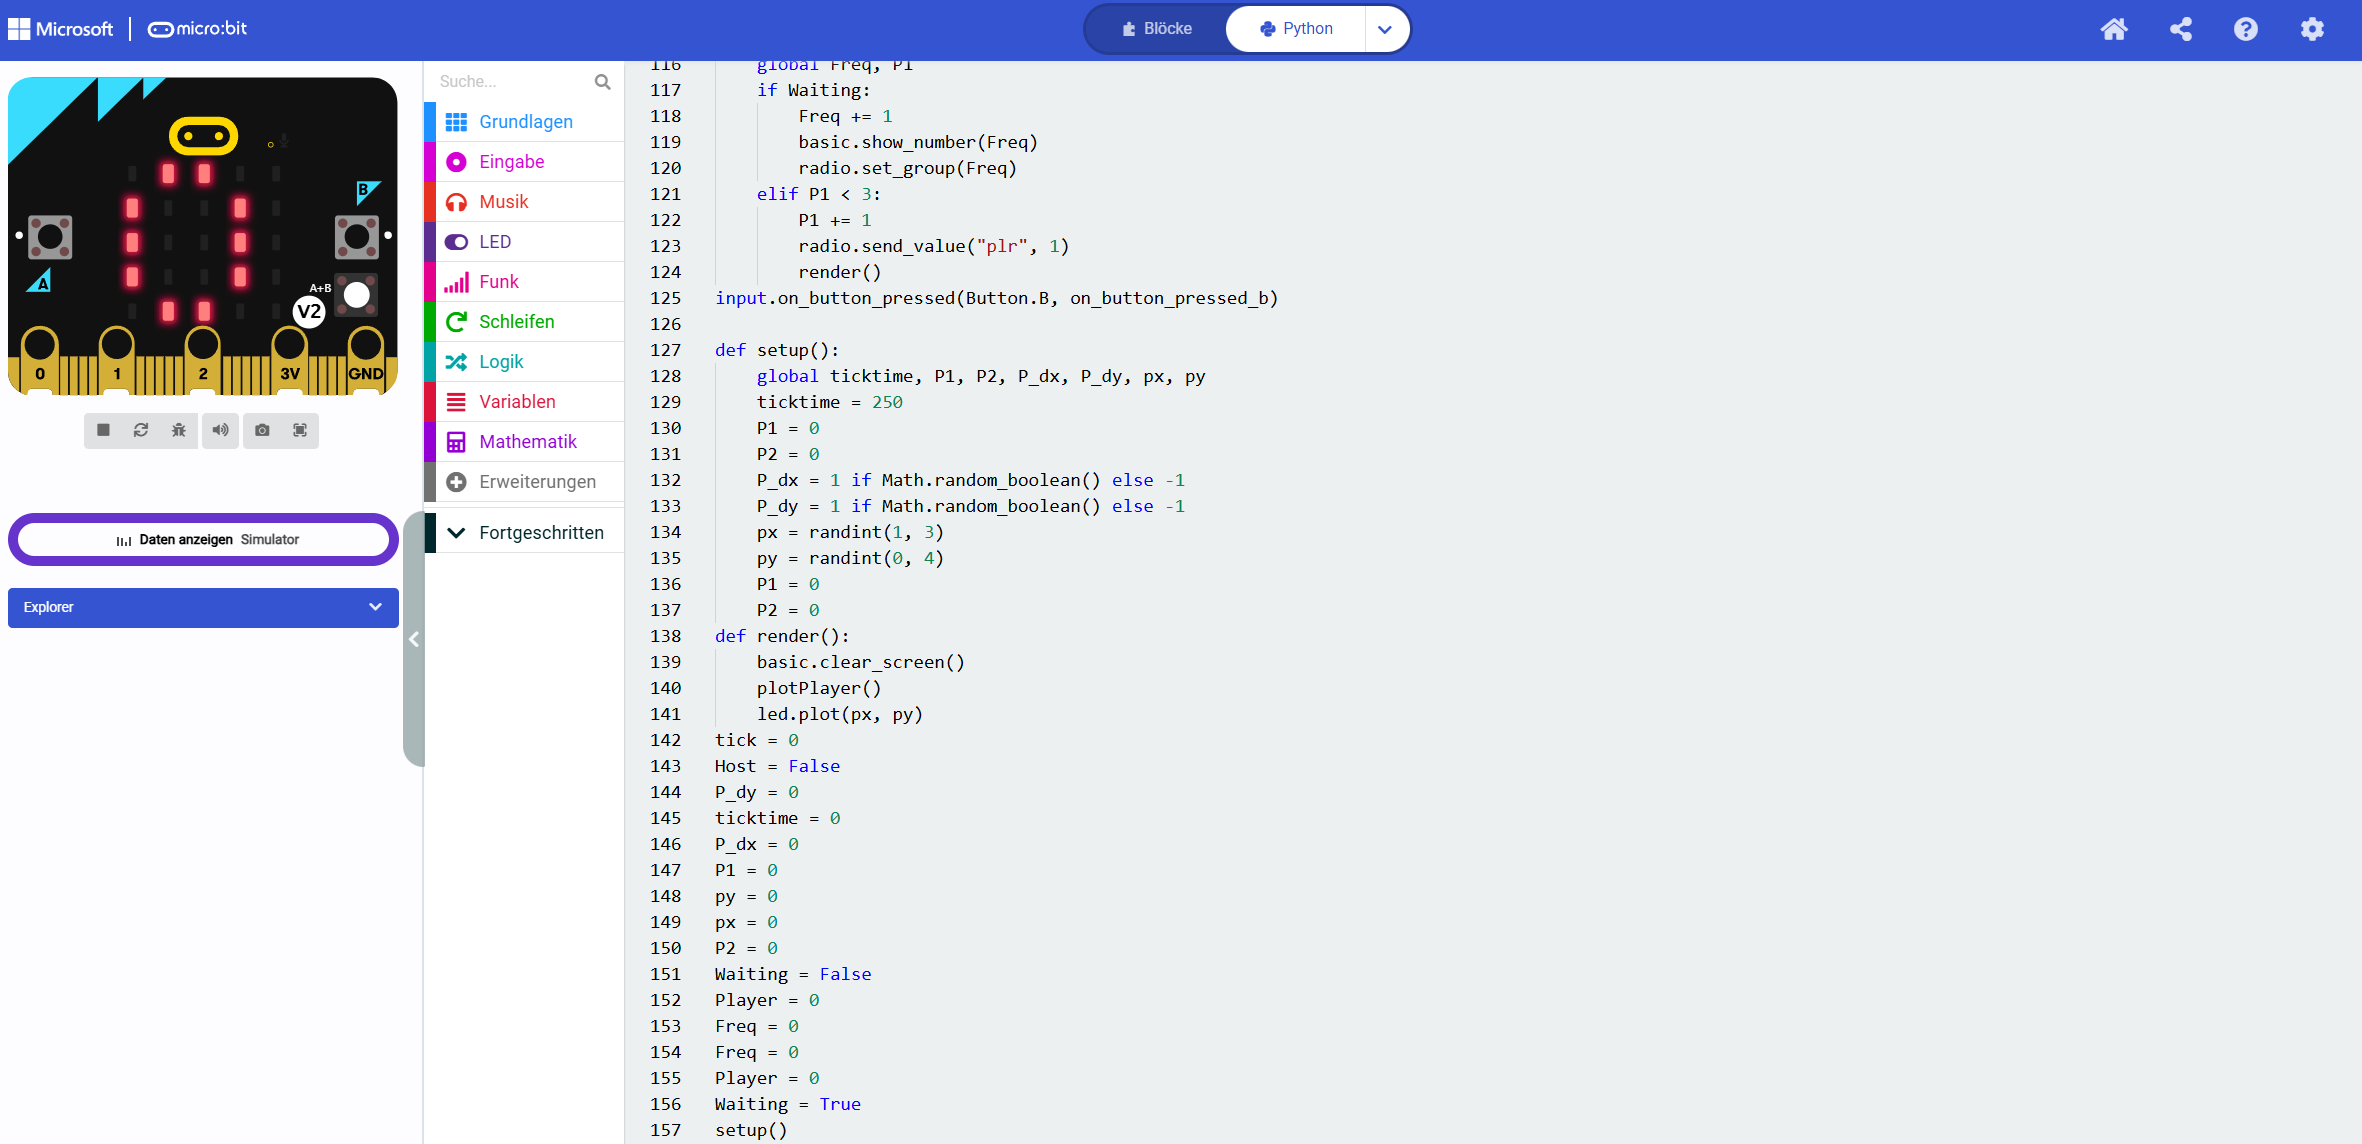 Microsoft
micro:bit
Blöcke
Python
B
A
A+B
V2
0
1
2
3V
GND
Daten anzeigen Simulator
Explorer
Suche...
Grundlagen
Eingabe
Musik
LED
Funk
Schleifen
Logik
Variablen
Mathematik
Erweiterungen
Fortgeschritten
116 global Freq, P1
117 if Waiting:
118 Freq += 1
119 basic.show_number(Freq)
120 radio.set_group(Freq)
121 elif P1 < 3:
122 P1 += 1
123 radio.send_value("plr", 1)
124 render()
125 input.on_button_pressed(Button.B, on_button_pressed_b)
126
127 def setup():
128 global ticktime, P1, P2, P_dx, P_dy, px, py
129 ticktime = 250
130 P1 = 0
131 P2 = 0
132 P_dx = 1 if Math.random_boolean() else -1
133 P_dy = 1 if Math.random_boolean() else -1
134 px = randint(1, 3)
135 py = randint(0, 4)
136 P1 = 0
137 P2 = 0
138 def render():
139 basic.clear_screen()
140 plotPlayer()
141 led.plot(px, py)
142 tick = 0
143 Host = False
144 P_dy = 0
145 ticktime = 0
146 P_dx = 0
147 P1 = 0
148 py = 0
149 px = 0
150 P2 = 0
151 Waiting = False
152 Player = 0
153 Freq = 0
154 Freq = 0
155 Player = 0
156 Waiting = True
157 setup()